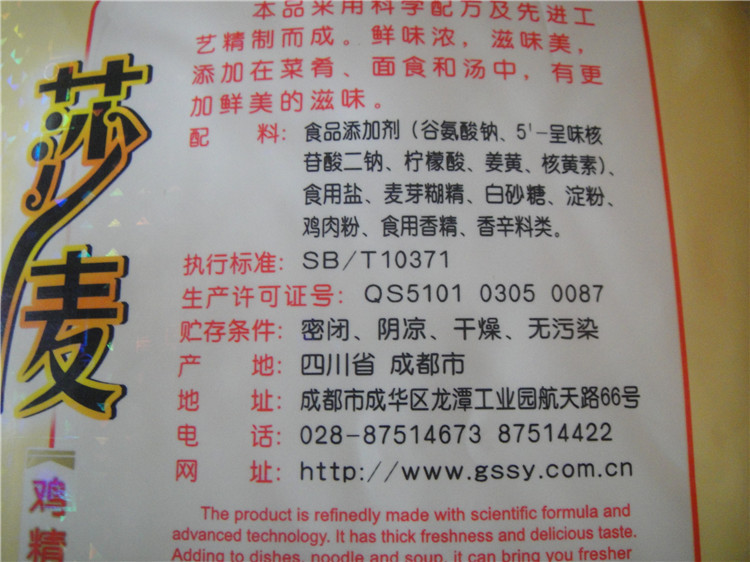 本品采用科学配方及先进工
艺精制而成。鲜味浓，滋味美，
添加在菜肴、面食和汤中，有更
加鲜美的滋味。
配 料：食品添加剂（谷氨酸钠、5'-呈味核
苷酸二钠、柠檬酸、姜黄、核黄素）、
食用盐、麦芽糊精、白砂糖、淀粉、
鸡肉粉、食用香精、香辛料类。
执行标准：SB/T10371
生产许可证号：QS5101 0305 0087
贮存条件：密闭、阴凉、干燥、无污染
产 地：四川省 成都市
地 址：成都市成华区龙潭工业园航天路66号
电 话：028-87514673 87514422
网 址：http://www.gssy.com.cn
The product is refinedly made with scientific formula and
advanced technology. It has thick freshness and delicious taste.
Adding to dishes, noodle and soup, it can bring you fresher
莎麦
鸡精